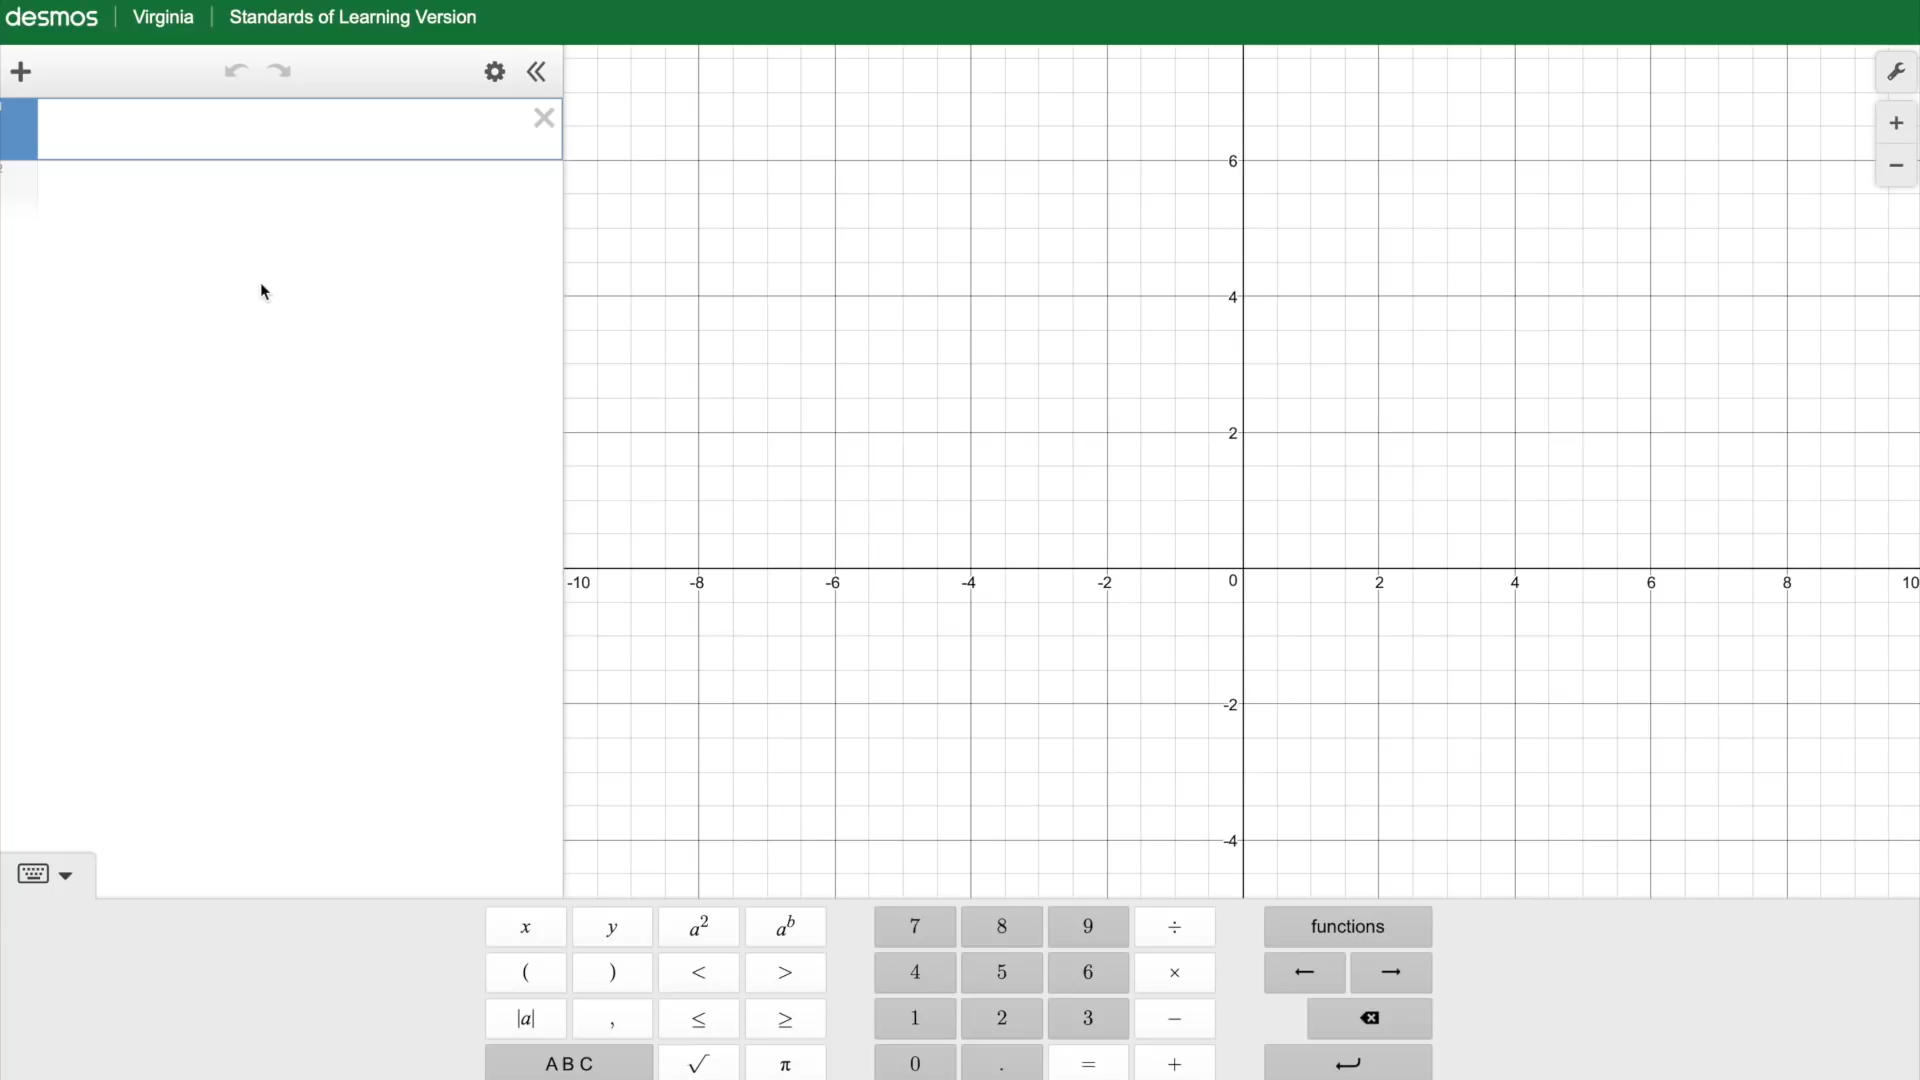 desmos | Virginia | Standards of Learning Version
6
4
2
-10 -8 -6 -4 -2 0 2 4 6 8 10
-2
-4
x y a² aᵇ 7 8 9 ÷ functions
( ) < > 4 5 6 × ← →
|a| , ≤ ≥ 1 2 3 −
A B C √ π 0 . = +